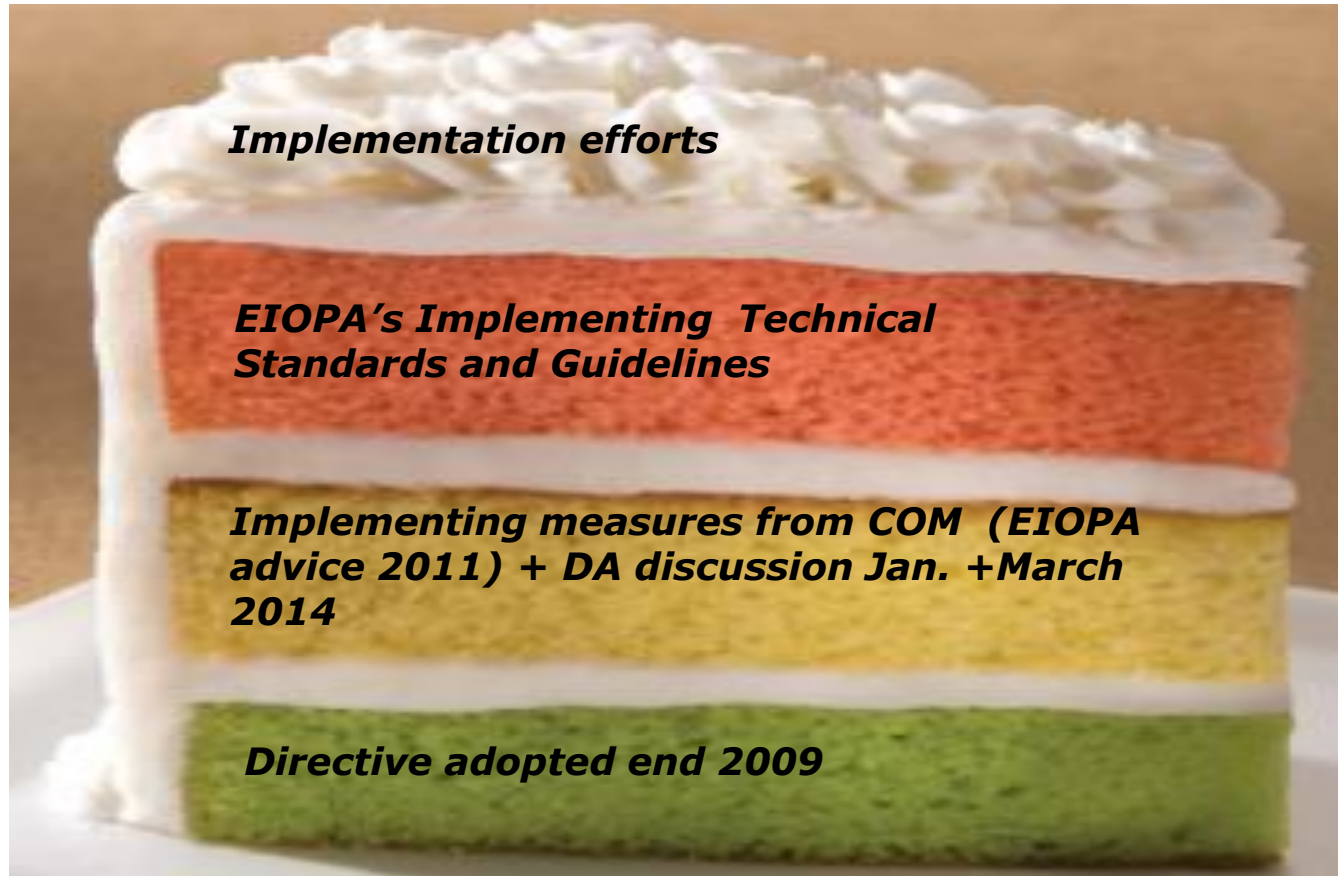 Implementation efforts
EIOPA’s Implementing  Technical
Standards and Guidelines
Implementing measures from COM  (EIOPA
advice 2011) + DA discussion Jan. +March
2014
Directive adopted end 2009